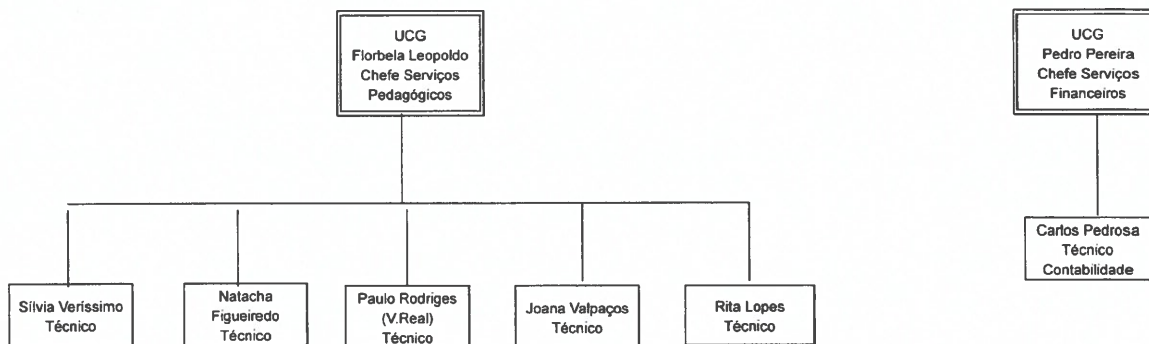 UCG
Florbela Leopoldo
Chefe Serviços
Pedagógicos
UCG
Pedro Pereira
Chefe Serviços
Financeiros
Carlos Pedrosa
Técnico
Contabilidade
Sílvia Veríssimo
Técnico
Natacha
Figueiredo
Técnico
Paulo Rodriges
(V.Real)
Técnico
Joana Valpaços
Técnico
Rita Lopes
Técnico